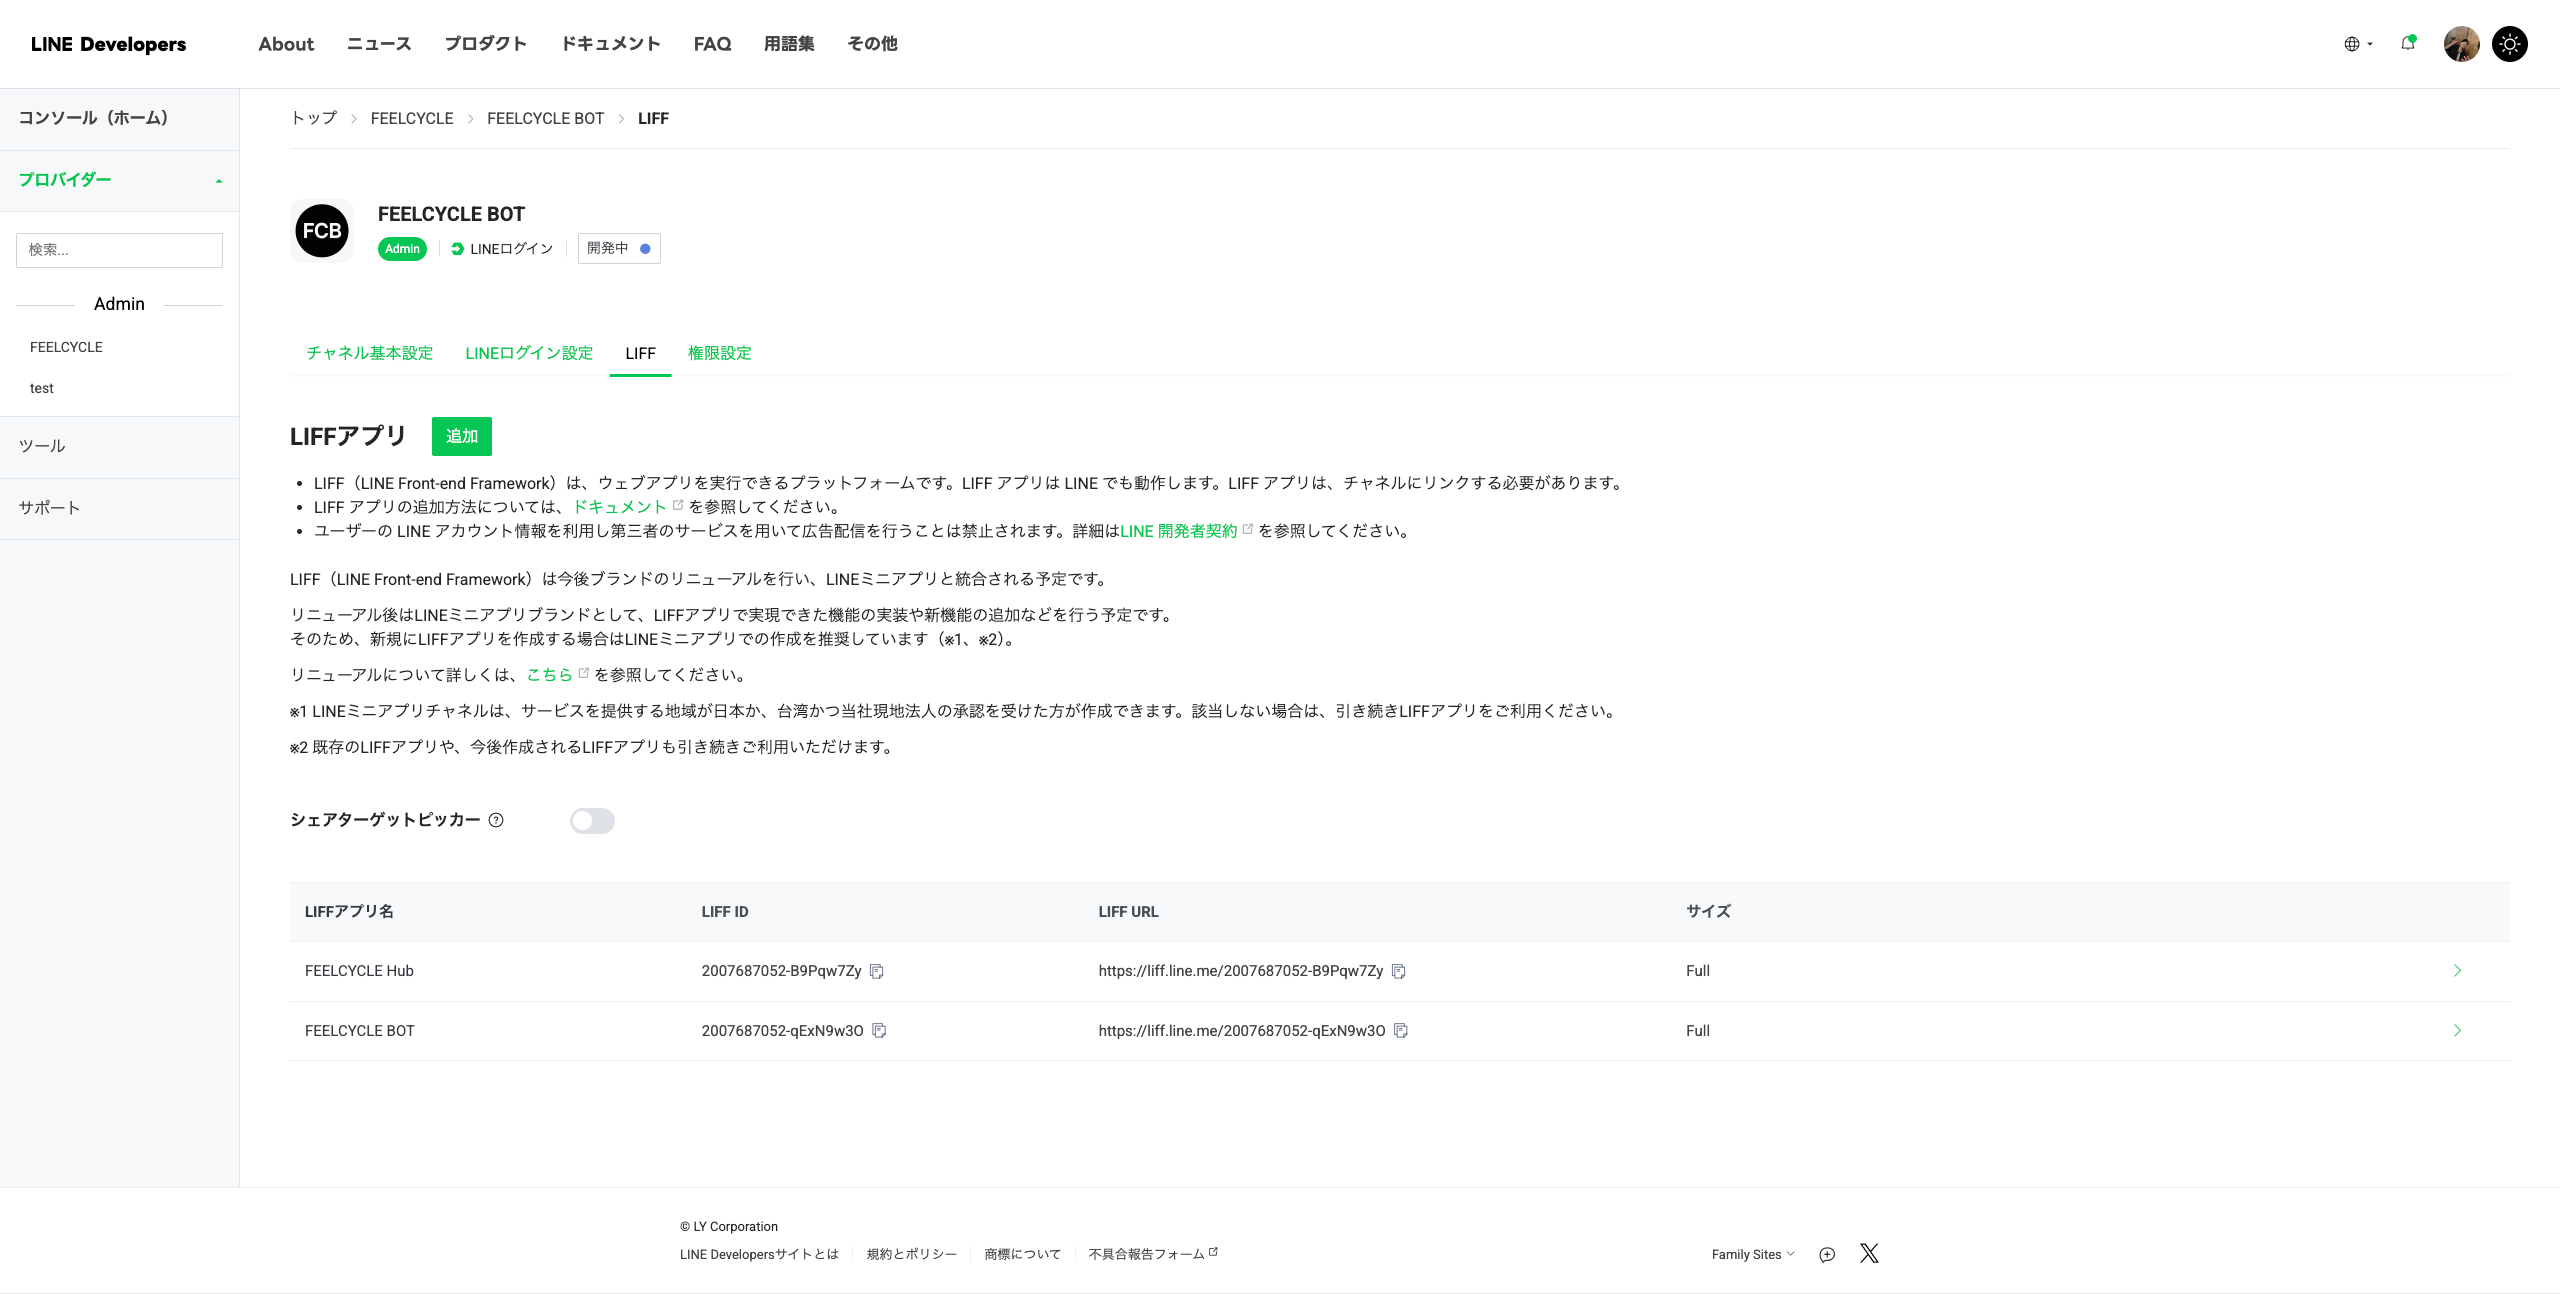 LINE Developers
About
ニュース
プロダクト
ドキュメント
FAQ
用語集
その他
コンソール（ホーム）
プロバイダー
検索...
Admin
FEELCYCLE
test
ツール
サポート
トップ
FEELCYCLE
FEELCYCLE BOT
LIFF
FCB
FEELCYCLE BOT
Admin
LINEログイン
開発中
チャネル基本設定
LINEログイン設定
LIFF
権限設定
LIFFアプリ
追加
LIFF（LINE Front-end Framework）は、ウェブアプリを実行できるプラットフォームです。LIFF アプリは LINE でも動作します。LIFF アプリは、チャネルにリンクする必要があります。
LIFF アプリの追加方法については、ドキュメント を参照してください。
ユーザーの LINE アカウント情報を利用し第三者のサービスを用いて広告配信を行うことは禁止されます。詳細はLINE 開発者契約 を参照してください。
LIFF（LINE Front-end Framework）は今後ブランドのリニューアルを行い、LINEミニアプリと統合される予定です。
リニューアル後はLINEミニアプリブランドとして、LIFFアプリで実現できた機能の実装や新機能の追加などを行う予定です。
そのため、新規にLIFFアプリを作成する場合はLINEミニアプリでの作成を推奨しています（※1、※2）。
リニューアルについて詳しくは、こちら を参照してください。
※1 LINEミニアプリチャネルは、サービスを提供する地域が日本か、台湾かつ当社現地法人の承認を受けた方が作成できます。該当しない場合は、引き続きLIFFアプリをご利用ください。
※2 既存のLIFFアプリや、今後作成されるLIFFアプリも引き続きご利用いただけます。
シェアターゲットピッカー
LIFFアプリ名
LIFF ID
LIFF URL
サイズ
FEELCYCLE Hub
2007687052-B9Pqw7Zy
https://liff.line.me/2007687052-B9Pqw7Zy
Full
FEELCYCLE BOT
2007687052-qExN9w3O
https://liff.line.me/2007687052-qExN9w3O
Full
© LY Corporation
LINE Developersサイトとは
規約とポリシー
商標について
不具合報告フォーム
Family Sites